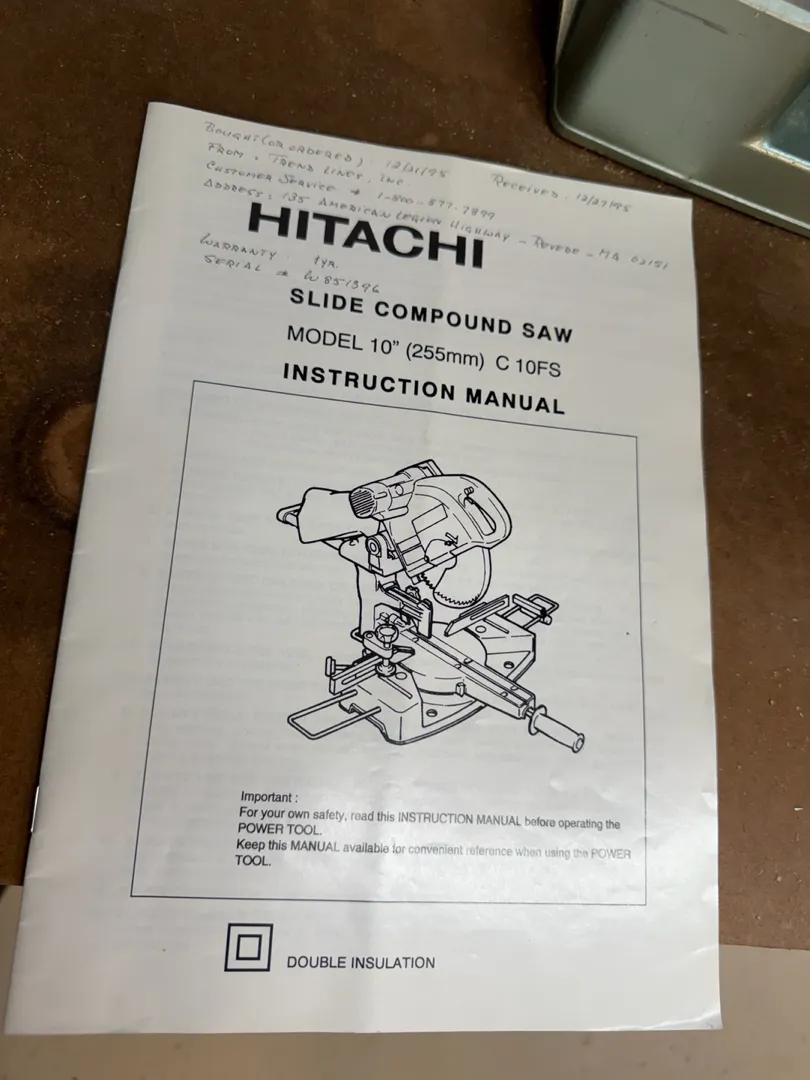 BOUGHT (OR ORDERED) : 12/21/95 RECEIVED : 12/27/95
FROM : TREND LINES, INC.
CUSTOMER SERVICE # 1-800-877-7899
ADDRESS : 135 AMERICAN LEGION HIGHWAY - REVERE - MA 02151
HITACHI
WARRANTY : 1yr.
SERIAL # W851396
SLIDE COMPOUND SAW
MODEL 10” (255mm) C 10FS
INSTRUCTION MANUAL
Important :
For your own safety, read this INSTRUCTION MANUAL before operating the
POWER TOOL.
Keep this MANUAL available for convenient reference when using the POWER
TOOL.
DOUBLE INSULATION